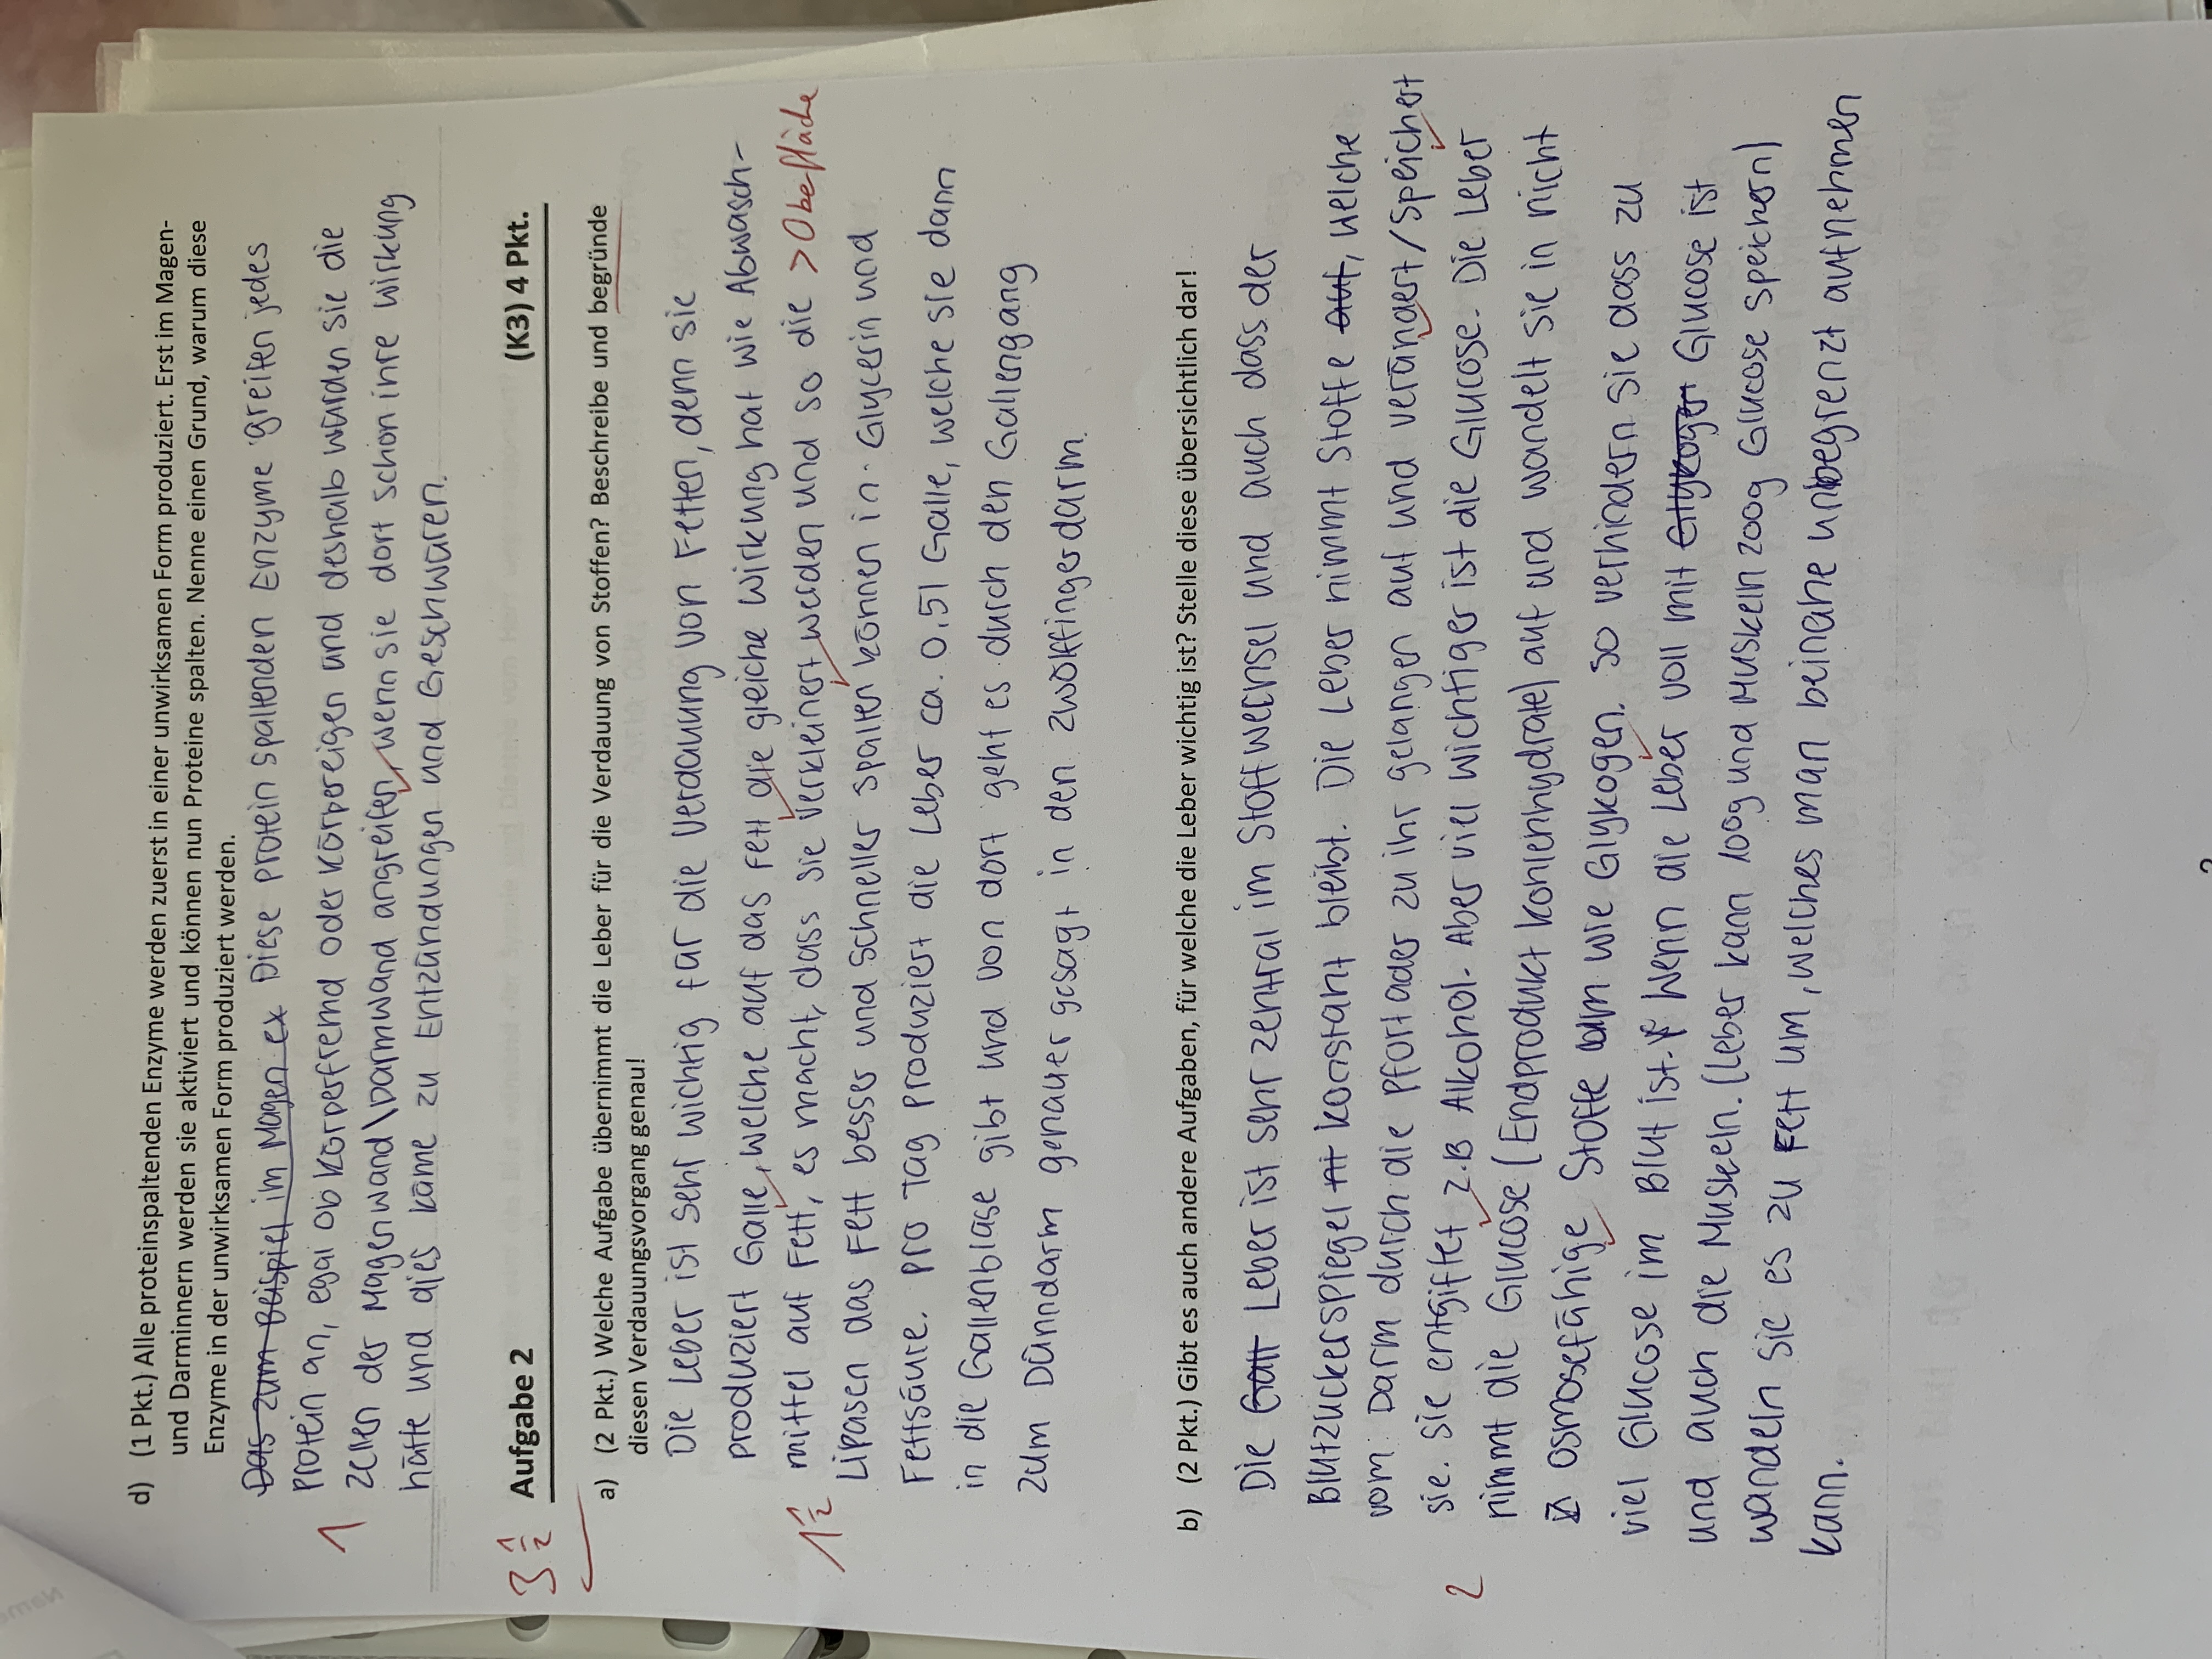 d) (1 Pkt.) Alle proteinspaltenden Enzyme werden zuerst in einer unwirksamen Form produziert. Erst im Magen-
und Darminnern werden sie aktiviert und können nun Proteine spalten. Nenne einen Grund, warum diese
Enzyme in der unwirksamen Form produziert werden.
Das zum Beispiel im Magen ex Diese Protein spaltenden Enzyme greifen jedes
Protein an, egal ob körperfremd oder körpereigen und deshalb würden sie die
1 Zellen der Magenwand\Darmwand angreifen, wenn sie dort schon ihre Wirkung
hätte und dies käme zu Entzündungen und Geschwüren.
3 1/2 Aufgabe 2 (K3) 4 Pkt.
a) (2 Pkt.) Welche Aufgabe übernimmt die Leber für die Verdauung von Stoffen? Beschreibe und begründe
diesen Verdauungsvorgang genau!
Die Leber ist sehr wichtig für die Verdauung von Fetten, denn sie
produziert Galle, welche auf das Fett die gleiche Wirkung hat wie Abwasch-
1 1/2 mittel auf Fett, es macht, dass sie verkleinert werden und so die > Obefläche
Lipasen das Fett besser und schneller spalten können in Glycerin und
Fettsäure. Pro Tag produziert die Leber ca. 0,5l Galle, welche sie dann
in die Gallenblase gibt und von dort geht es durch den Gallengang
zum Dünndarm genauer gesagt in den Zwölffingerdarm.
b) (2 Pkt.) Gibt es auch andere Aufgaben, für welche die Leber wichtig ist? Stelle diese übersichtlich dar!
Die Gall Leber ist sehr zentral im Stoffwechsel und auch dass der
Blutzuckerspiegel konstant bleibt. Die Leber nimmt Stoffe auf, welche
vom Darm durch die Pfortader zu ihr gelangen auf und verändert/speichert
2 sie. Sie entgiftet z.B Alkohol. Aber viel wichtiger ist die Glucose. Die Leber
nimmt die Glucose (Endprodukt Kohlenhydrate) auf und wandelt sie in nicht
osmosefähige Stoffe um wie Glykogen. So verhindern sie dass zu
viel Glucose im Blut ist. Wenn die Leber voll mit Glykogen Glucose ist
und auch die Muskeln. (Leber kann 100g und Muskeln 200g Glucose speichern)
wandeln sie es zu Fett um, welches man beinahe unbegrenzt aufnehmen
kann.